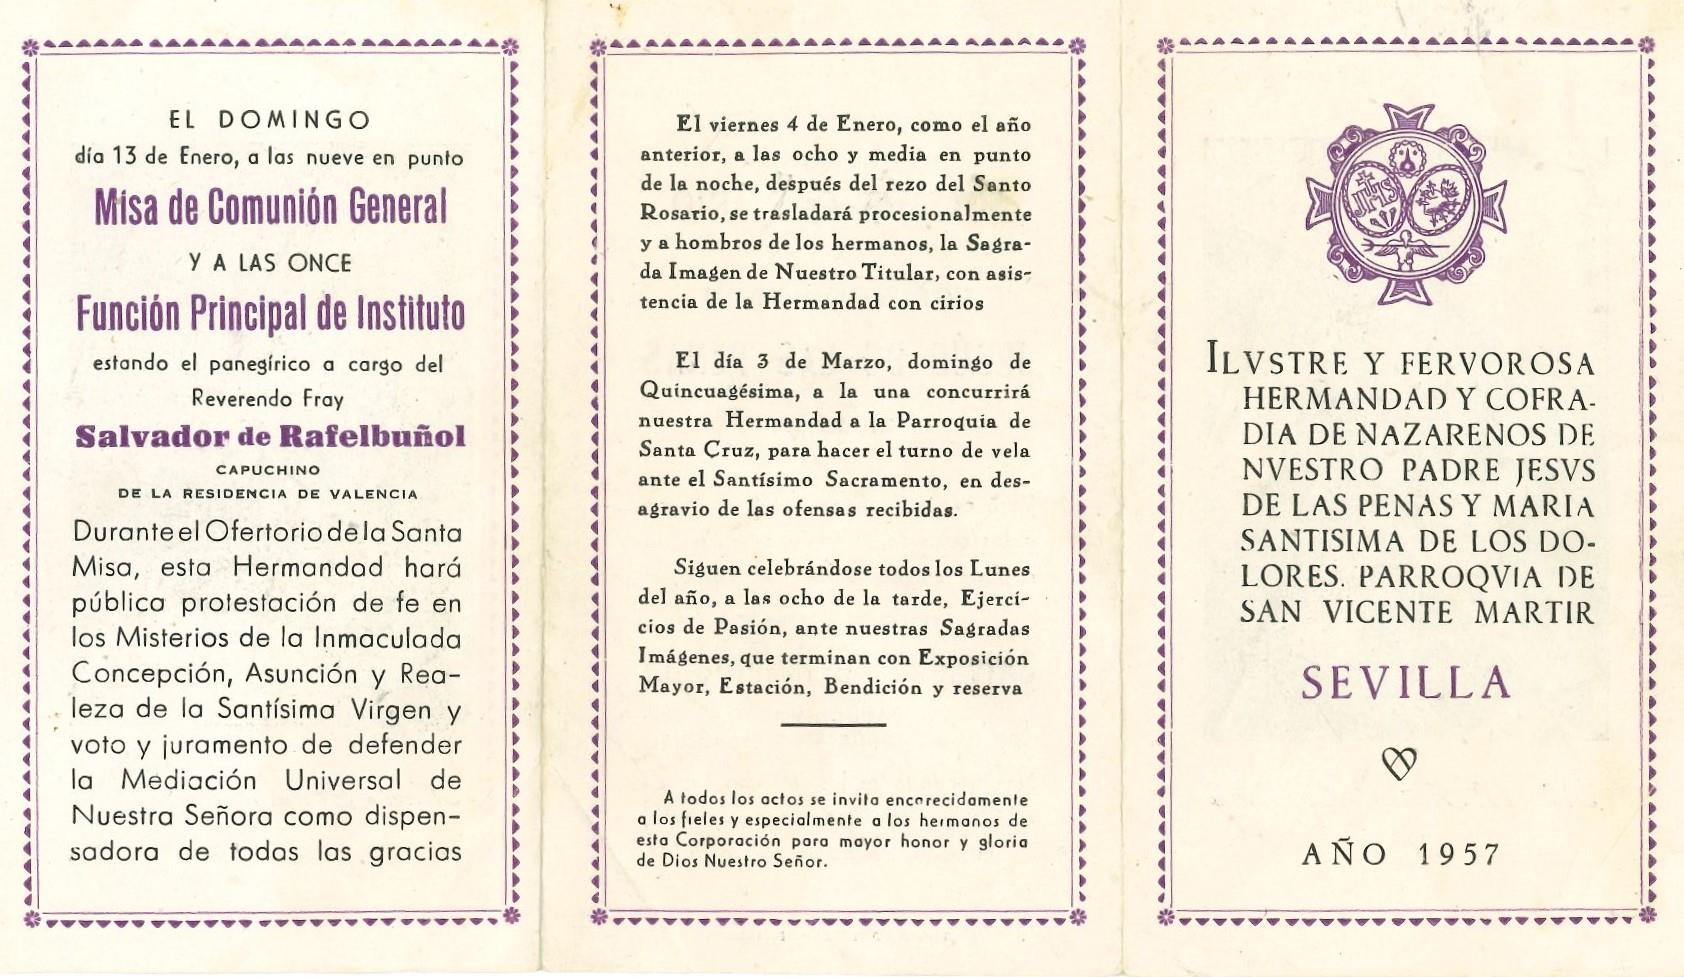 EL DOMINGO
día 13 de Enero, a las nueve en punto
Misa de Comunión General
Y A LAS ONCE
Función Principal de Instituto
estando el panegírico a cargo del
Reverendo Fray
Salvador de Rafelbuñol
CAPUCHINO
DE LA RESIDENCIA DE VALENCIA
Durante el Ofertorio de la Santa
Misa, esta Hermandad hará
pública protestación de fe en
los Misterios de la Inmaculada
Concepción, Asunción y Rea-
leza de la Santísima Virgen y
voto y juramento de defender
la Mediación Universal de
Nuestra Señora como dispen-
sadora de todas las gracias
El viernes 4 de Enero, como el año
anterior, a las ocho y media en punto
de la noche, después del rezo del Santo
Rosario, se trasladará procesionalmente
y a hombros de los hermanos, la Sagra-
da Imagen de Nuestro Titular, con asis-
tencia de la Hermandad con cirios
El día 3 de Marzo, domingo de
Quincuagésima, a la una concurrirá
nuestra Hermandad a la Parroquia de
Santa Cruz, para hacer el turno de vela
ante el Santísimo Sacramento, en des-
agravio de las ofensas recibidas.
Siguen celebrándose todos los Lunes
del año, a las ocho de la tarde, Ejerci-
cios de Pasión, ante nuestras Sagradas
Imágenes, que terminan con Exposición
Mayor, Estación, Bendición y reserva
A todos los actos se invita encarecidamente
a los fieles y especialmente a los hermanos de
esta Corporación para mayor honor y gloria
de Dios Nuestro Señor.
JHS
ILVSTRE Y FERVOROSA
HERMANDAD Y COFRA-
DIA DE NAZARENOS DE
NVESTRO PADRE JESVS
DE LAS PENAS Y MARIA
SANTISIMA DE LOS DO-
LORES. PARROQVIA DE
SAN VICENTE MARTIR
SEVILLA
AÑO 1957